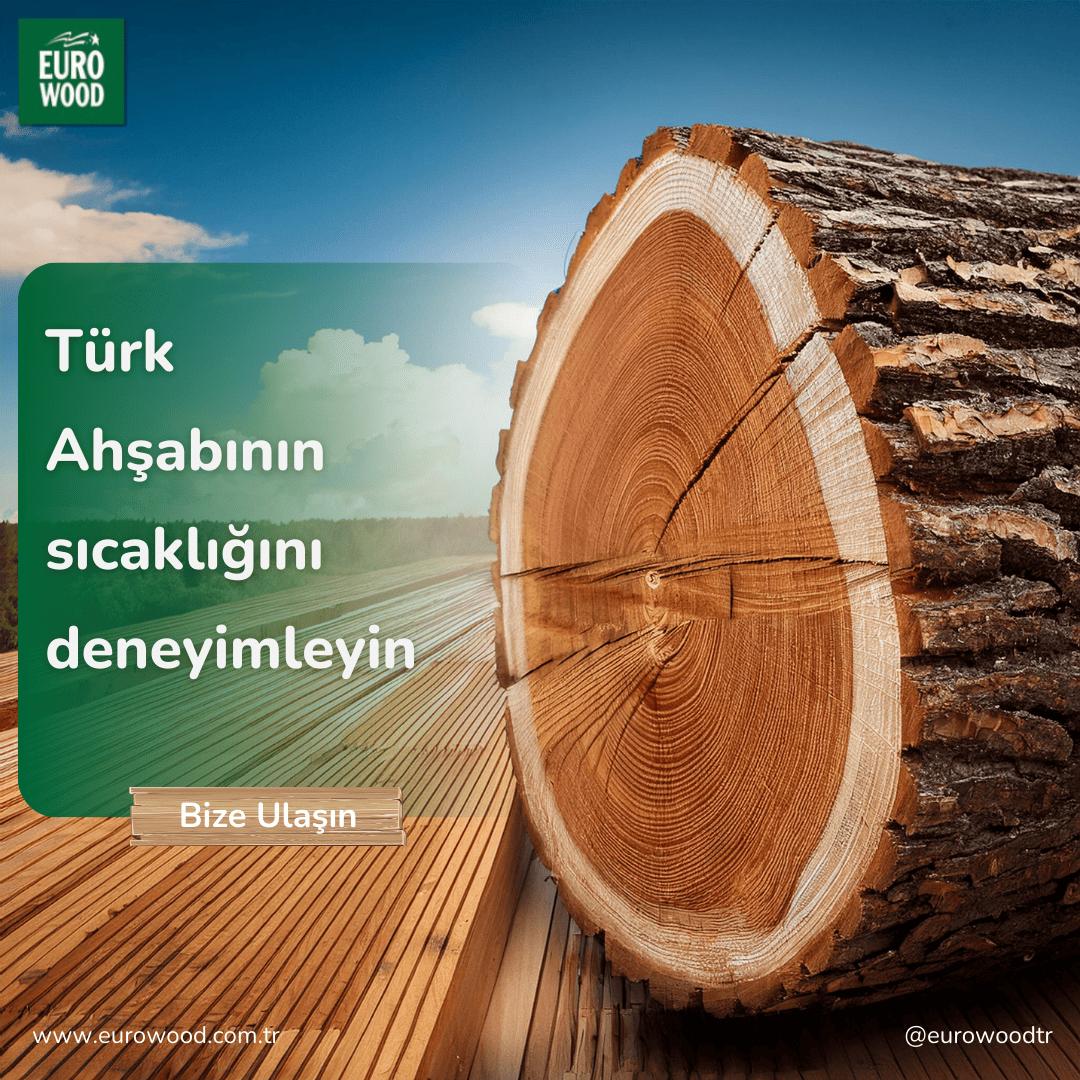 EURO
WOOD
Türk
Ahşabının
sıcaklığını
deneyimleyin
Bize Ulaşın
www.eurowood.com.tr
@eurowoodtr